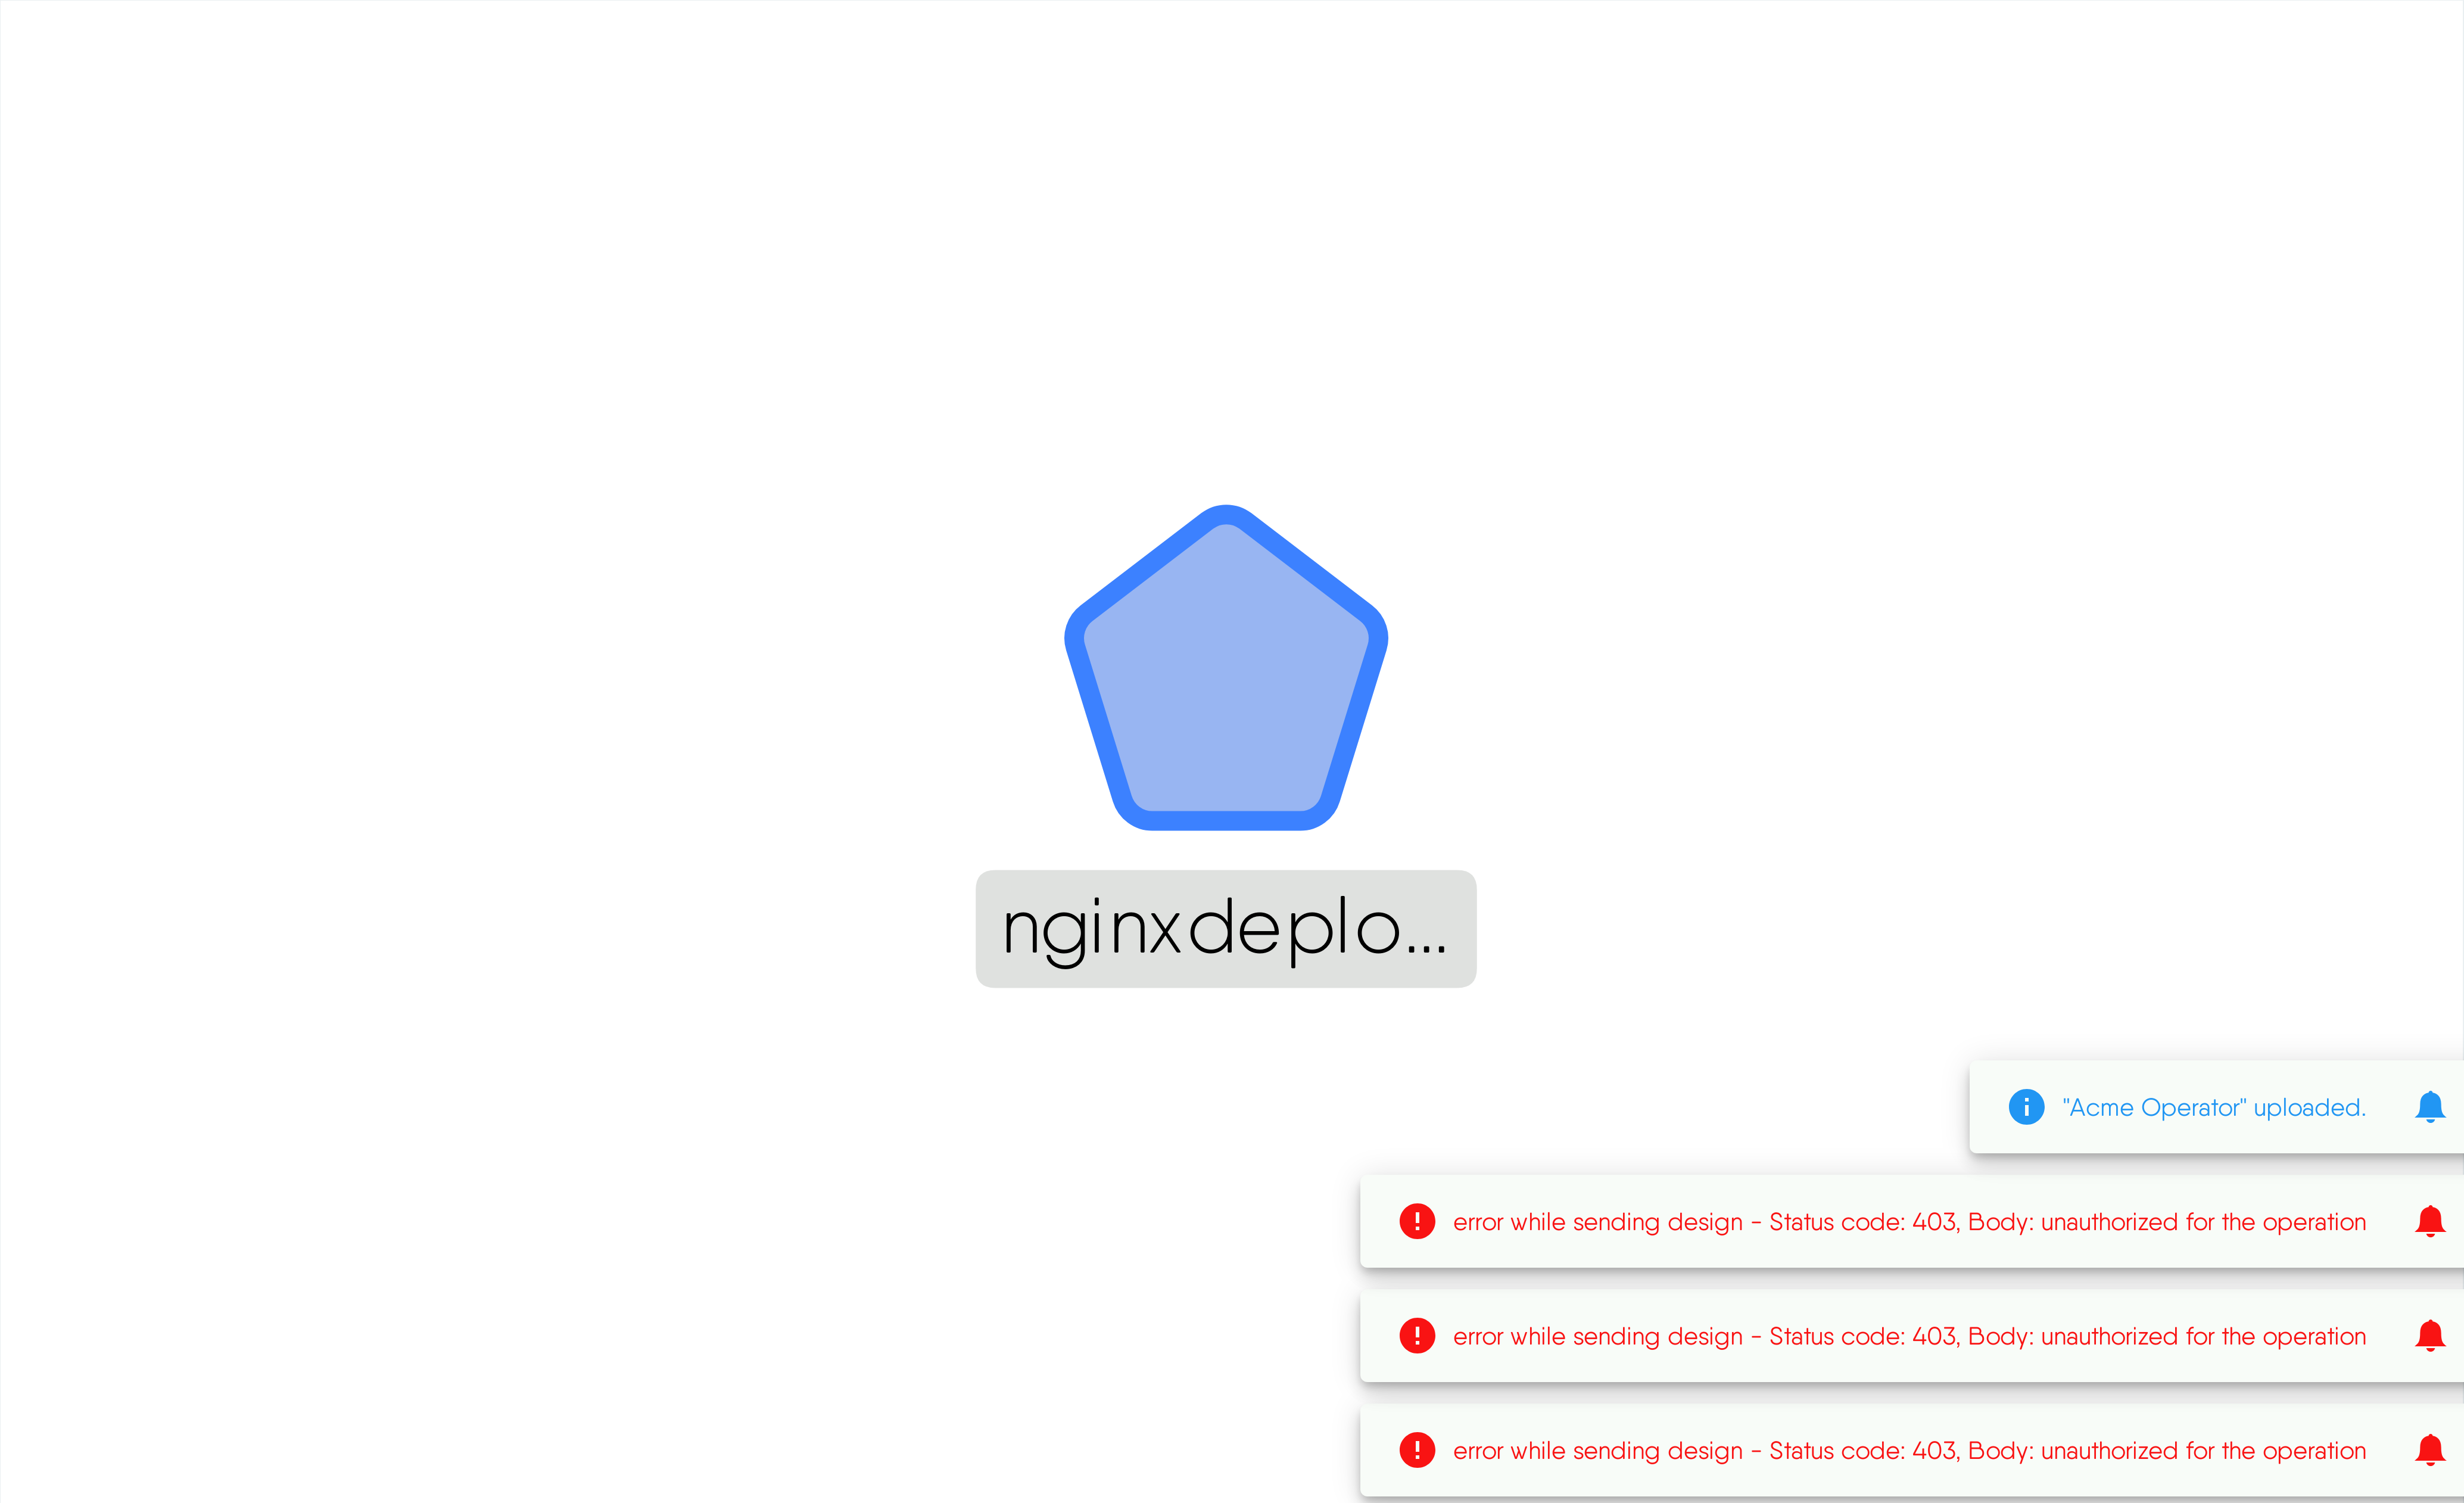 nginxdeplo...
"Acme Operator" uploaded.
error while sending design - Status code: 403, Body: unauthorized for the operation
error while sending design - Status code: 403, Body: unauthorized for the operation
error while sending design - Status code: 403, Body: unauthorized for the operation